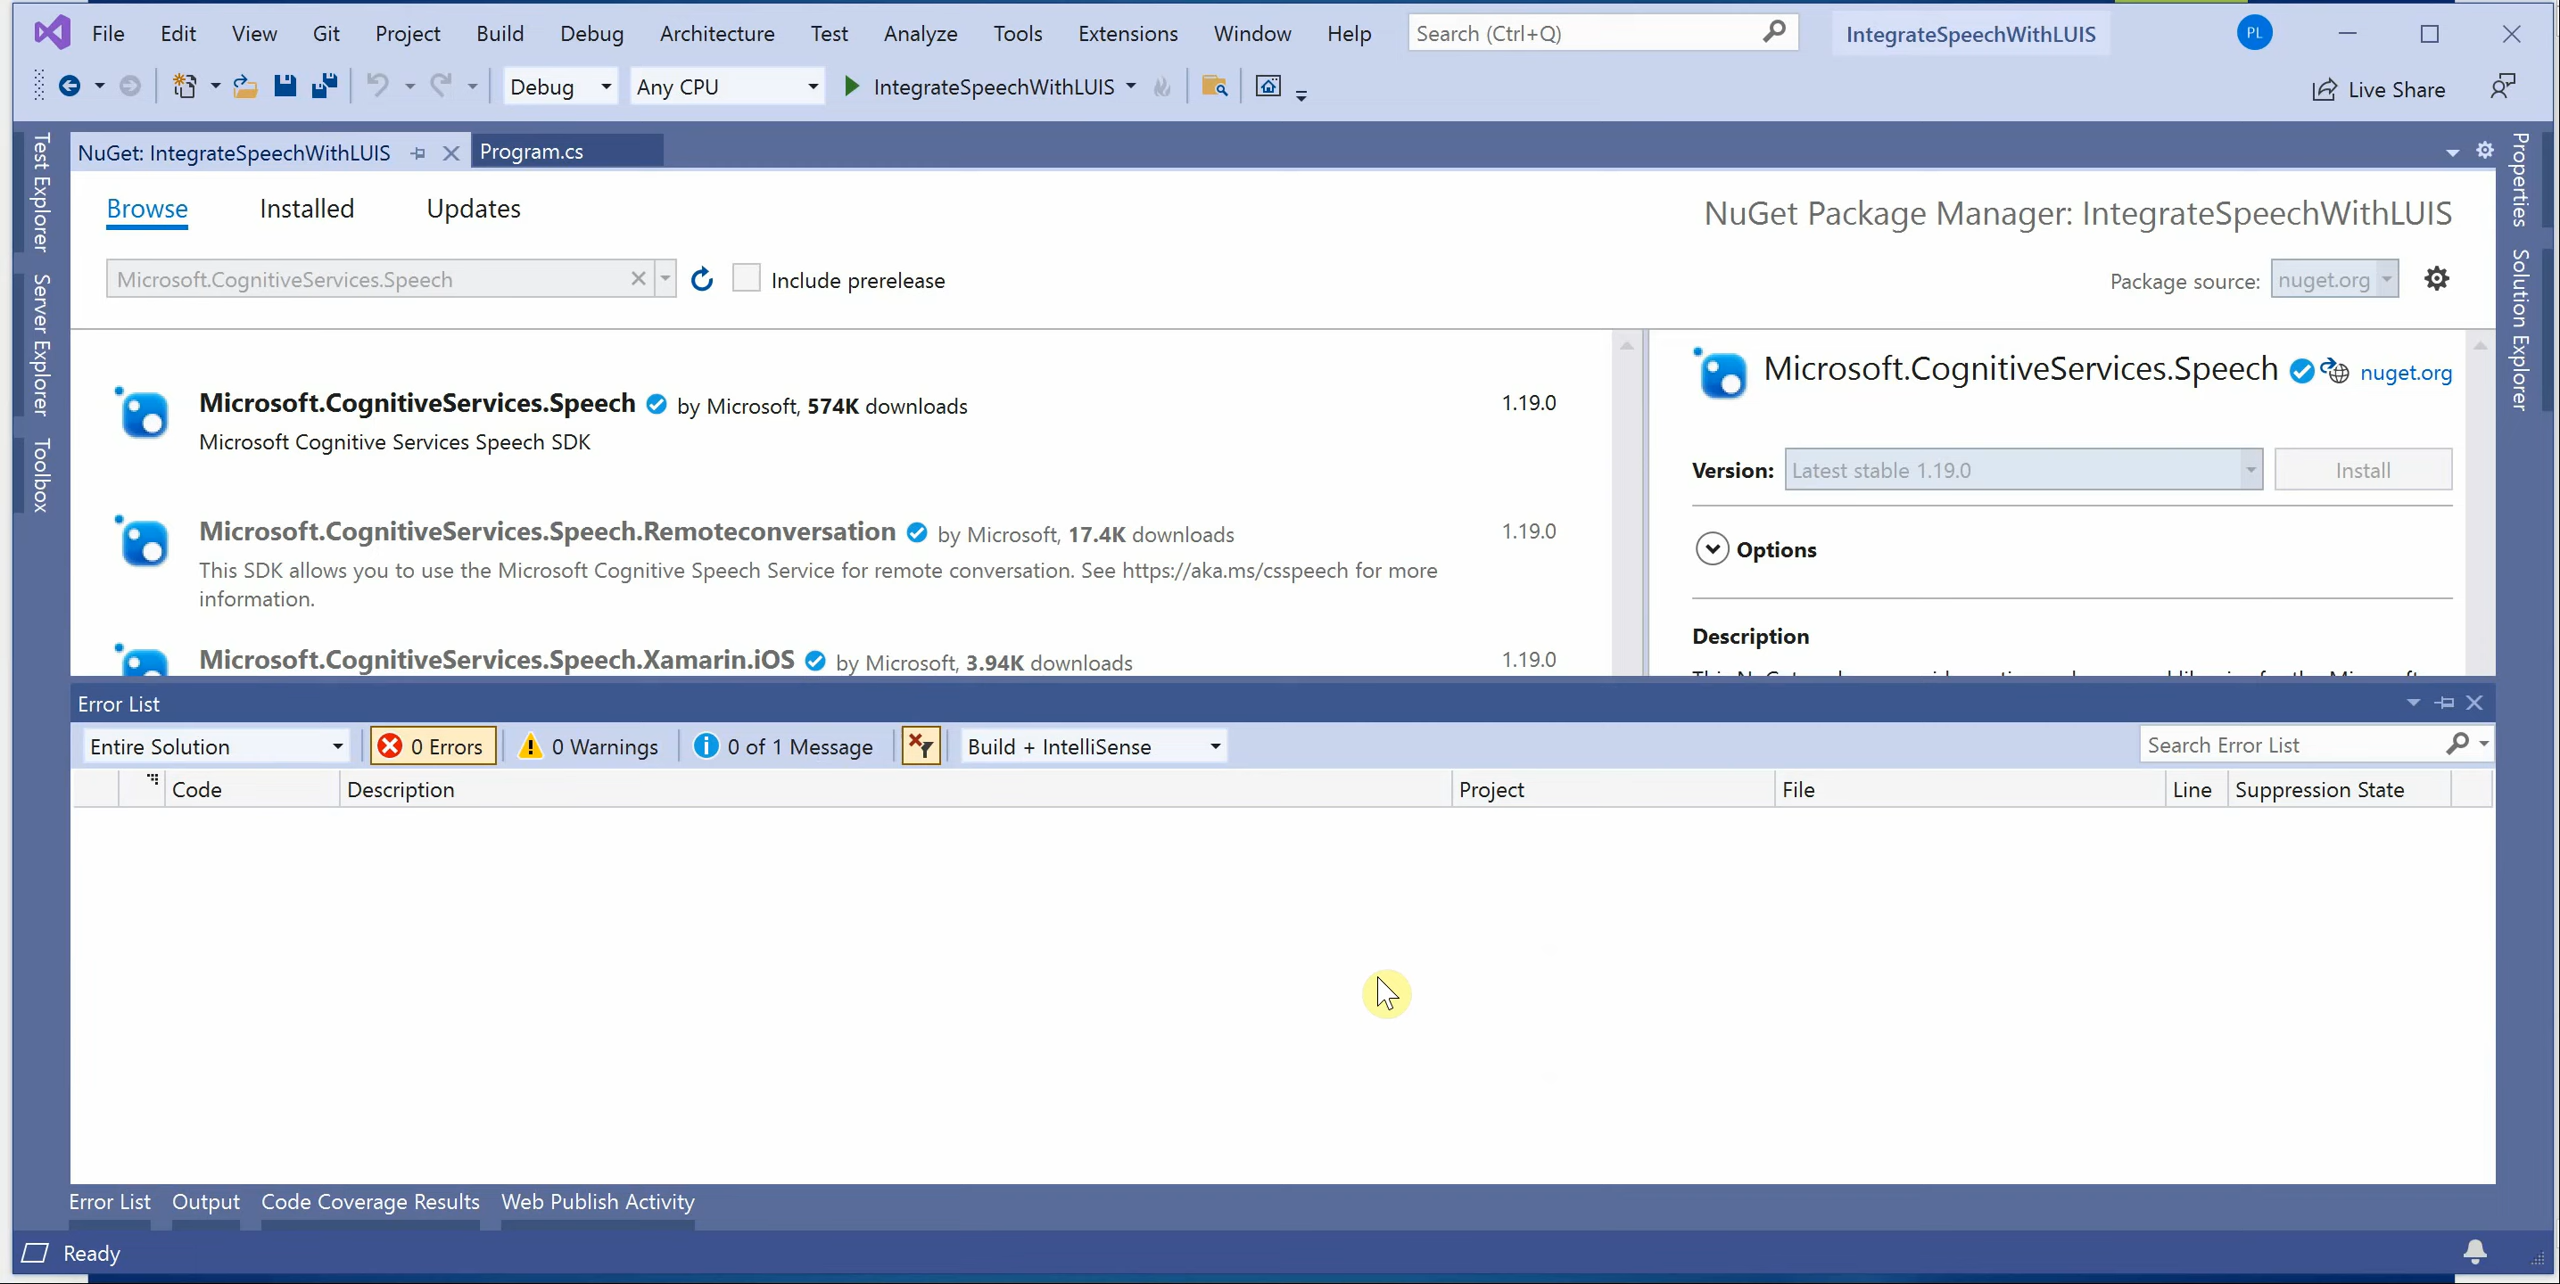 File Edit View Git Project Build Debug Architecture Test Analyze Tools Extensions Window Help Search (Ctrl+Q) IntegrateSpeechWithLUIS PL
Debug Any CPU IntegrateSpeechWithLUIS Live Share
NuGet: IntegrateSpeechWithLUIS Program.cs
Test Explorer
Server Explorer
Toolbox
Properties
Solution Explorer
Browse Installed Updates NuGet Package Manager: IntegrateSpeechWithLUIS
Microsoft.CognitiveServices.Speech Include prerelease Package source: nuget.org
Microsoft.CognitiveServices.Speech by Microsoft, 574K downloads 1.19.0
Microsoft Cognitive Services Speech SDK
Microsoft.CognitiveServices.Speech.Remoteconversation by Microsoft, 17.4K downloads 1.19.0
This SDK allows you to use the Microsoft Cognitive Speech Service for remote conversation. See https://aka.ms/csspeech for more
information.
Microsoft.CognitiveServices.Speech.Xamarin.iOS by Microsoft, 3.94K downloads 1.19.0
Microsoft.CognitiveServices.Speech nuget.org
Version: Latest stable 1.19.0 Install
Options
Description
Error List
Entire Solution 0 Errors 0 Warnings 0 of 1 Message Build + IntelliSense Search Error List
Code Description Project File Line Suppression State
Error List Output Code Coverage Results Web Publish Activity
Ready